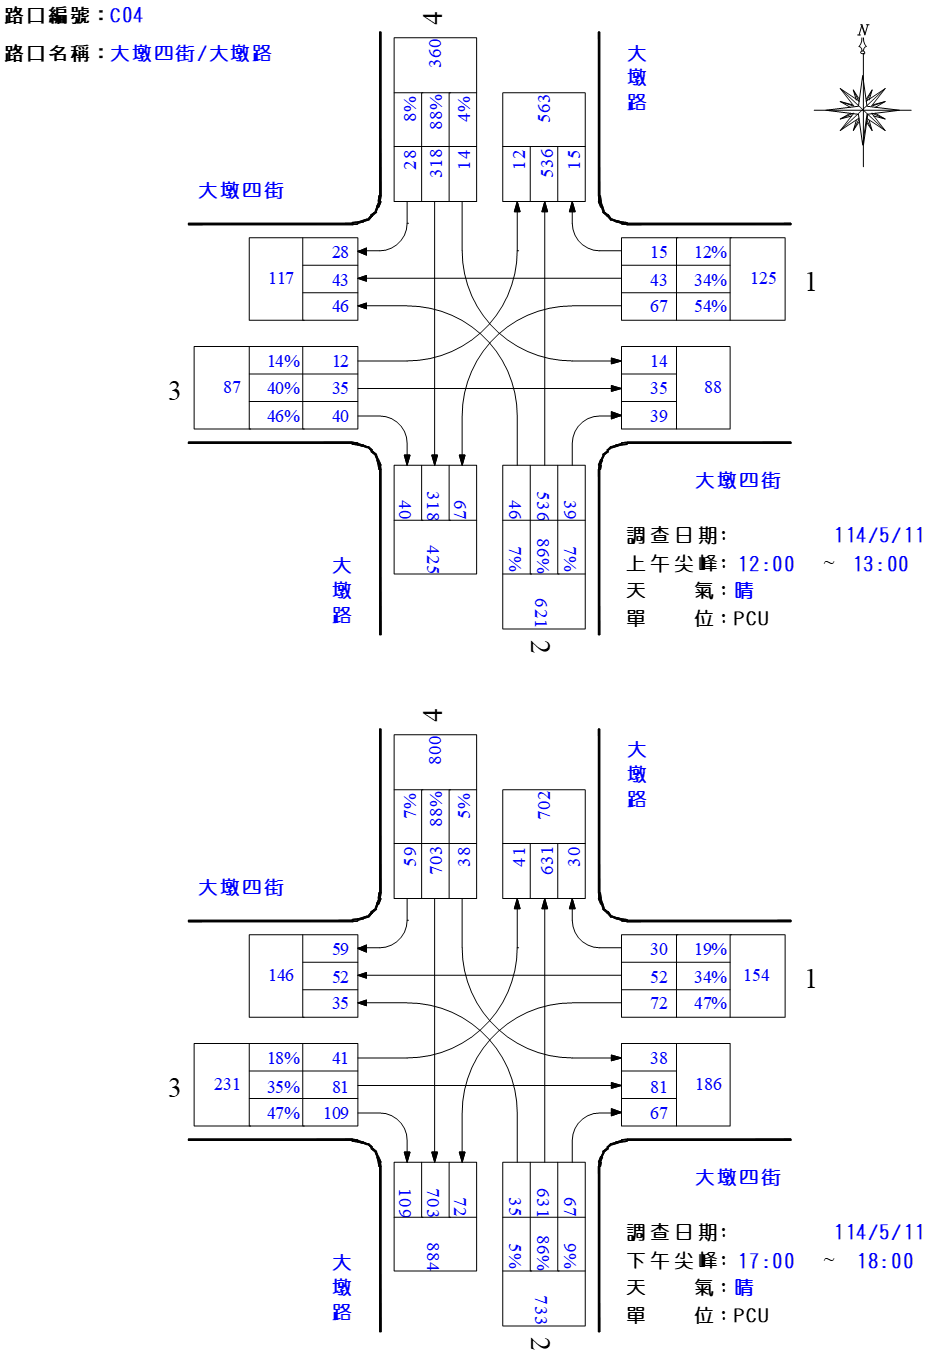 路口編號：C04
路口名稱：大墩四街/大墩路
N
4
360
8% 88% 4%
28 318 14
563
12 536 15
大墩路
大墩四街
117
28
43
46
15 12%
43 34%
67 54%
125
1
3
87
14% 12
40% 35
46% 40
14
35
39
88
40 318 67
425
46 536 39
7% 86% 7%
621
2
大墩路
大墩四街
調查日期： 114/5/11
上午尖峰：12:00 ~ 13:00
天 氣：晴
單 位：PCU
4
800
7% 88% 5%
59 703 38
702
41 631 30
大墩路
大墩四街
146
59
52
35
30 19%
52 34%
72 47%
154
1
3
231
18% 41
35% 81
47% 109
38
81
67
186
109 703 72
884
35 631 67
5% 86% 9%
733
2
大墩路
大墩四街
調查日期： 114/5/11
下午尖峰：17:00 ~ 18:00
天 氣：晴
單 位：PCU